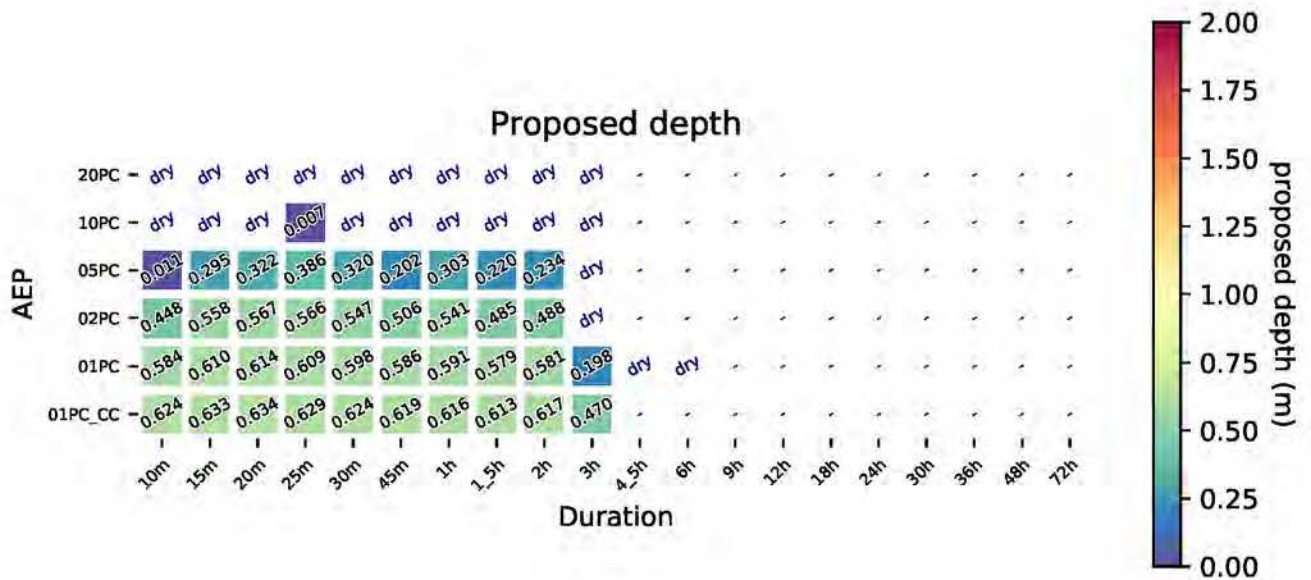 Proposed depth
20PC dry dry dry dry dry dry dry dry dry dry - - - - - - - - - -
10PC dry dry dry 0.007 dry dry dry dry dry dry - - - - - - - - - -
05PC 0.011 0.295 0.322 0.386 0.320 0.202 0.303 0.220 0.234 dry - - - - - - - - - -
02PC 0.448 0.558 0.567 0.566 0.547 0.506 0.541 0.485 0.488 dry - - - - - - - - - -
01PC 0.584 0.610 0.614 0.609 0.598 0.586 0.591 0.579 0.581 0.198 dry dry - - - - - - - -
01PC_CC 0.624 0.633 0.634 0.629 0.624 0.619 0.616 0.613 0.617 0.470 - - - - - - - - - -
10m 15m 20m 25m 30m 45m 1h 1_5h 2h 3h 4_5h 6h 9h 12h 18h 24h 30h 36h 48h 72h
Duration
AEP
2.00
1.75
1.50
1.25
1.00
0.75
0.50
0.25
0.00
proposed depth (m)